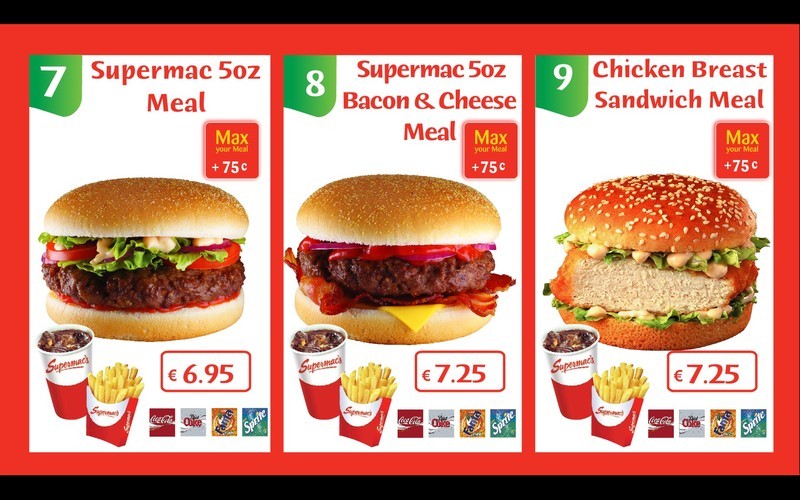 7
Supermac 5oz
Meal
Max
your Meal
+75c
Supermac's
Supermac's
€ 6.95
Coca-Cola
Diet
Coke
Fanta
Sprite
8
Supermac 5oz
Bacon & Cheese
Meal
Max
your Meal
+75c
Supermac's
Supermac's
€ 7.25
Coca-Cola
Diet
Coke
Fanta
Sprite
9
Chicken Breast
Sandwich Meal
Max
your Meal
+75c
Supermac's
Supermac's
€ 7.25
Coca-Cola
Diet
Coke
Fanta
Sprite